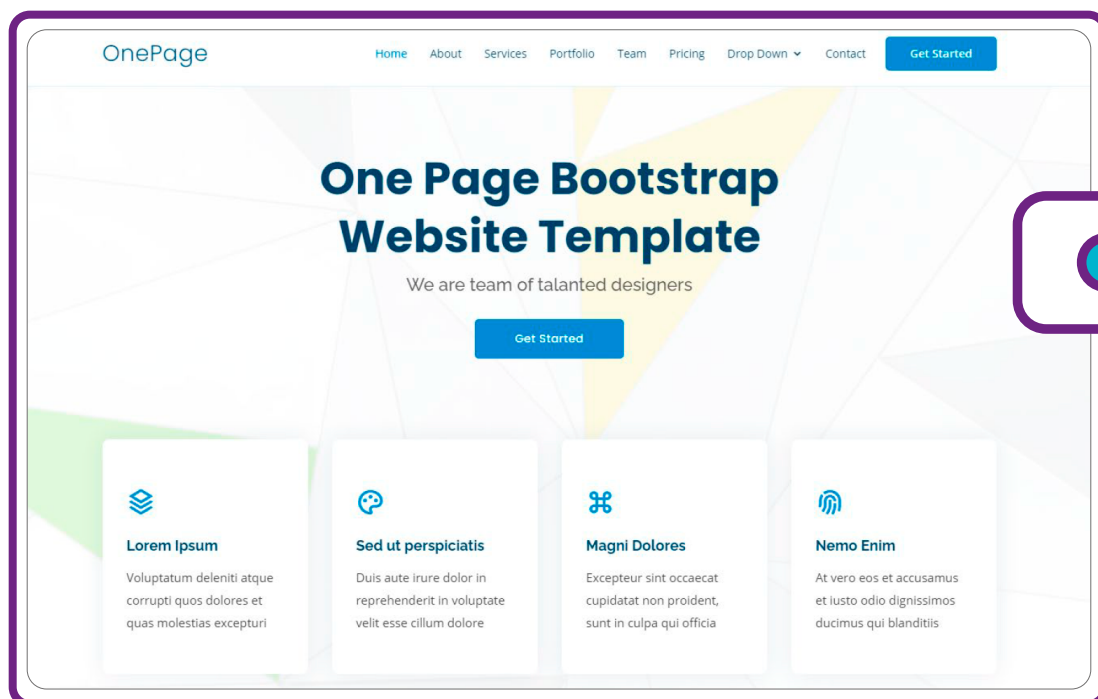 OnePage
Home About Services Portfolio Team Pricing Drop Down Contact Get Started
One Page Bootstrap
Website Template
We are team of talanted designers
Get Started
Lorem Ipsum
Voluptatum deleniti atque
corrupti quos dolores et
quas molestias excepturi
Sed ut perspiciatis
Duis aute irure dolor in
reprehenderit in voluptate
velit esse cillum dolore
Magni Dolores
Excepteur sint occaecat
cupidatat non proident,
sunt in culpa qui officia
Nemo Enim
At vero eos et accusamus
et iusto odio dignissimos
ducimus qui blanditiis